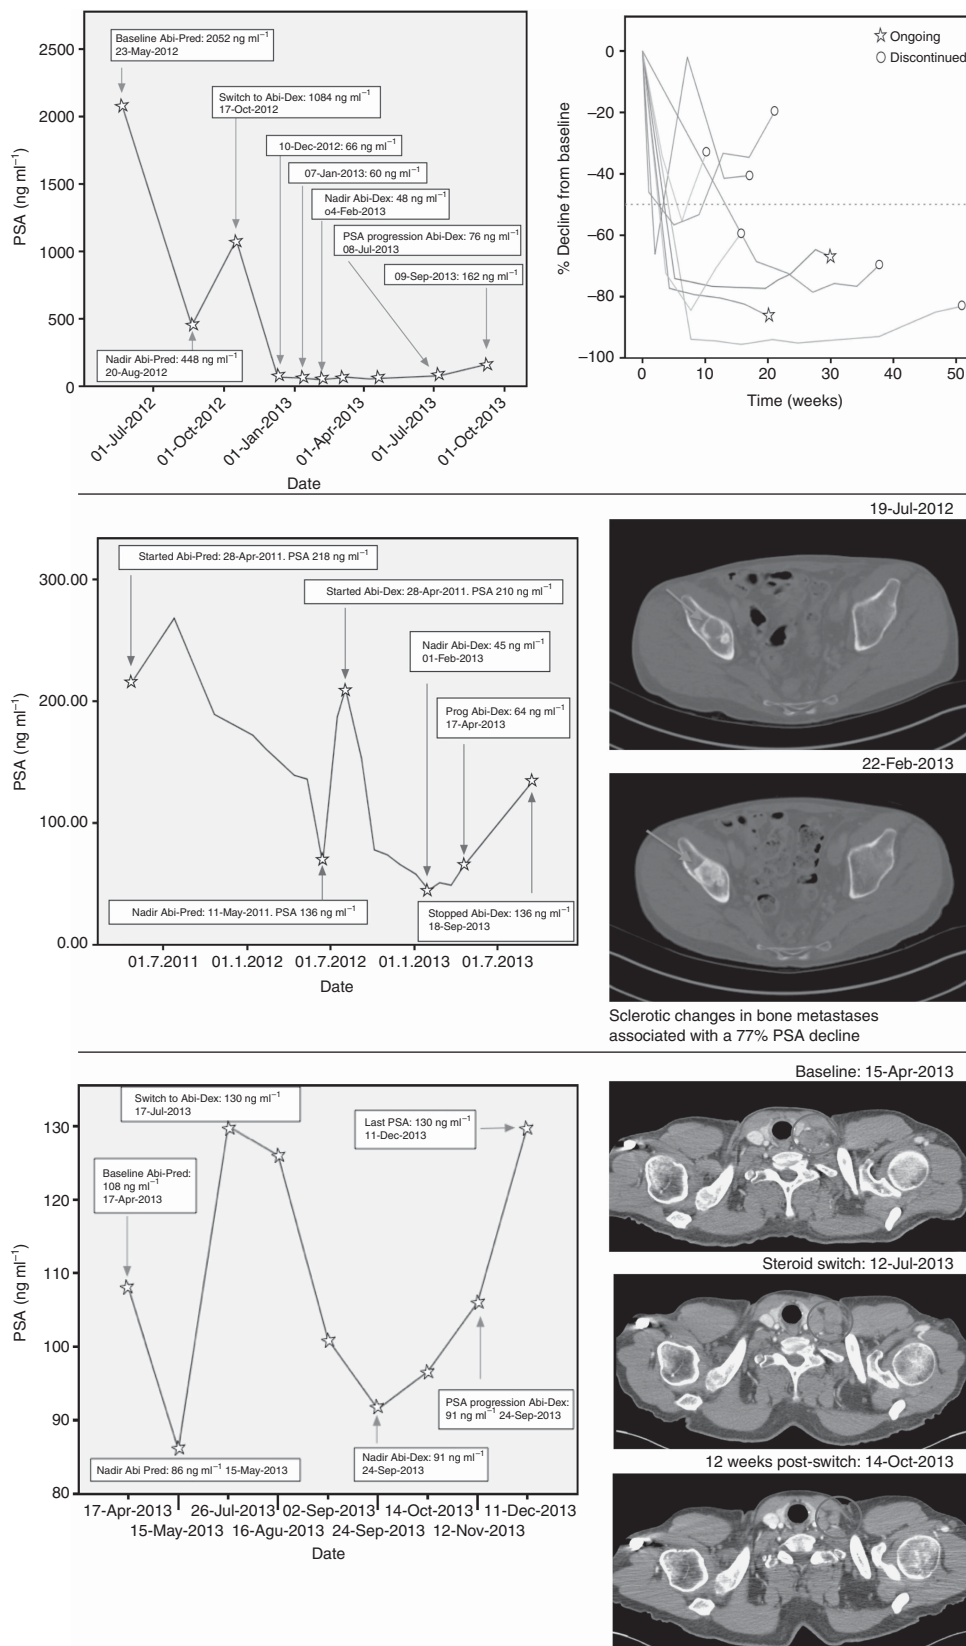 PSA (ng ml⁻¹)
2500
2000
1500
1000
500
0
Baseline Abi-Pred: 2052 ng ml⁻¹
23-May-2012
Switch to Abi-Dex: 1084 ng ml⁻¹
17-Oct-2012
10-Dec-2012: 66 ng ml⁻¹
07-Jan-2013: 60 ng ml⁻¹
Nadir Abi-Dex: 48 ng ml⁻¹
o4-Feb-2013
PSA progression Abi-Dex: 76 ng ml⁻¹
08-Jul-2013
09-Sep-2013: 162 ng ml⁻¹
Nadir Abi-Pred: 448 ng ml⁻¹
20-Aug-2012
01-Jul-2012
01-Oct-2012
01-Jan-2013
01-Apr-2013
01-Jul-2013
01-Oct-2013
Date
% Decline from baseline
0
–20
–40
–60
–80
–100
Ongoing
Discontinued
0 10 20 30 40 50
Time (weeks)
PSA (ng ml⁻¹)
300.00
200.00
100.00
0.00
Started Abi-Pred: 28-Apr-2011. PSA 218 ng ml⁻¹
Started Abi-Dex: 28-Apr-2011. PSA 210 ng ml⁻¹
Nadir Abi-Dex: 45 ng ml⁻¹
01-Feb-2013
Prog Abi-Dex: 64 ng ml⁻¹
17-Apr-2013
Nadir Abi-Pred: 11-May-2011. PSA 136 ng ml⁻¹
Stopped Abi-Dex: 136 ng ml⁻¹
18-Sep-2013
01.7.2011 01.1.2012 01.7.2012 01.1.2013 01.7.2013
Date
19-Jul-2012
22-Feb-2013
Sclerotic changes in bone metastases
associated with a 77% PSA decline
PSA (ng ml⁻¹)
130
120
110
100
90
80
Switch to Abi-Dex: 130 ng ml⁻¹
17-Jul-2013
Last PSA: 130 ng ml⁻¹
11-Dec-2013
Baseline Abi-Pred:
108 ng ml⁻¹
17-Apr-2013
PSA progression Abi-Dex:
91 ng ml⁻¹ 24-Sep-2013
Nadir Abi-Dex: 91 ng ml⁻¹
24-Sep-2013
Nadir Abi Pred: 86 ng ml⁻¹ 15-May-2013
17-Apr-2013 26-Jul-2013 02-Sep-2013 14-Oct-2013 11-Dec-2013
15-May-2013 16-Agu-2013 24-Sep-2013 12-Nov-2013
Date
Baseline: 15-Apr-2013
Steroid switch: 12-Jul-2013
12 weeks post-switch: 14-Oct-2013